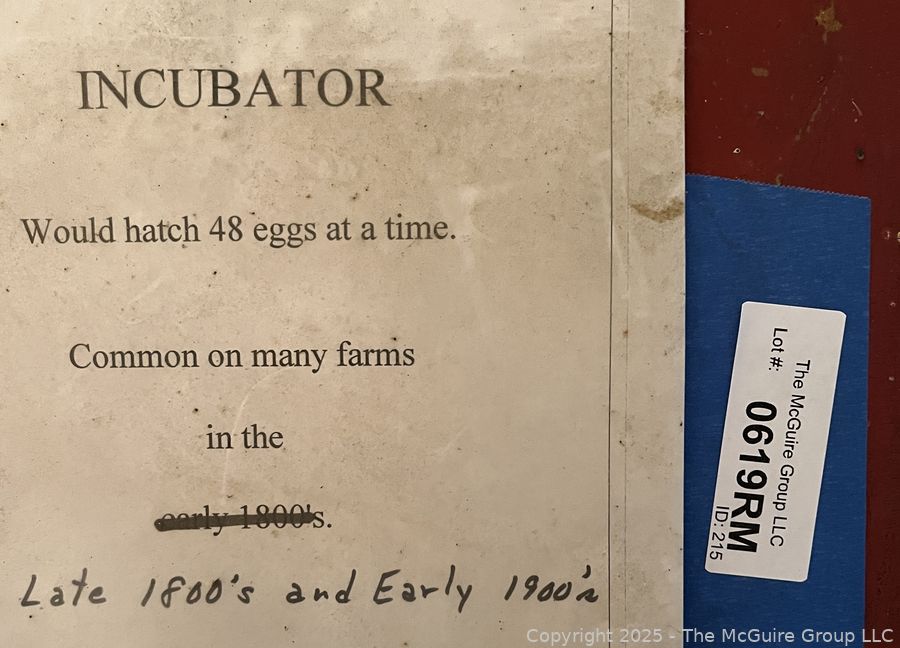 INCUBATOR
Would hatch 48 eggs at a time.
Common on many farms
in the
early 1800's.
Late 1800's and Early 1900's
The McGuire Group LLC
Lot #: 0619RM
ID: 215
Copyright 2025 - The McGuire Group LLC